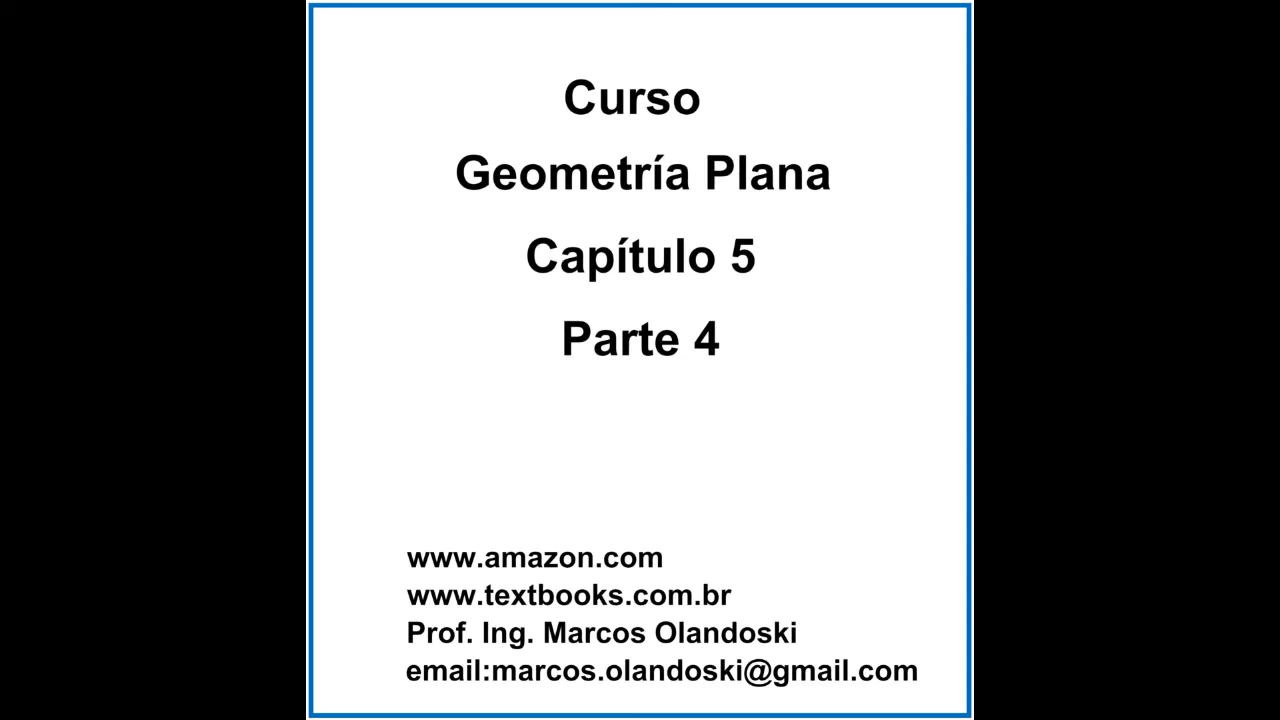 Curso
Geometría Plana
Capítulo 5
Parte 4
www.amazon.com
www.textbooks.com.br
Prof. Ing. Marcos Olandoski
email:marcos.olandoski@gmail.com